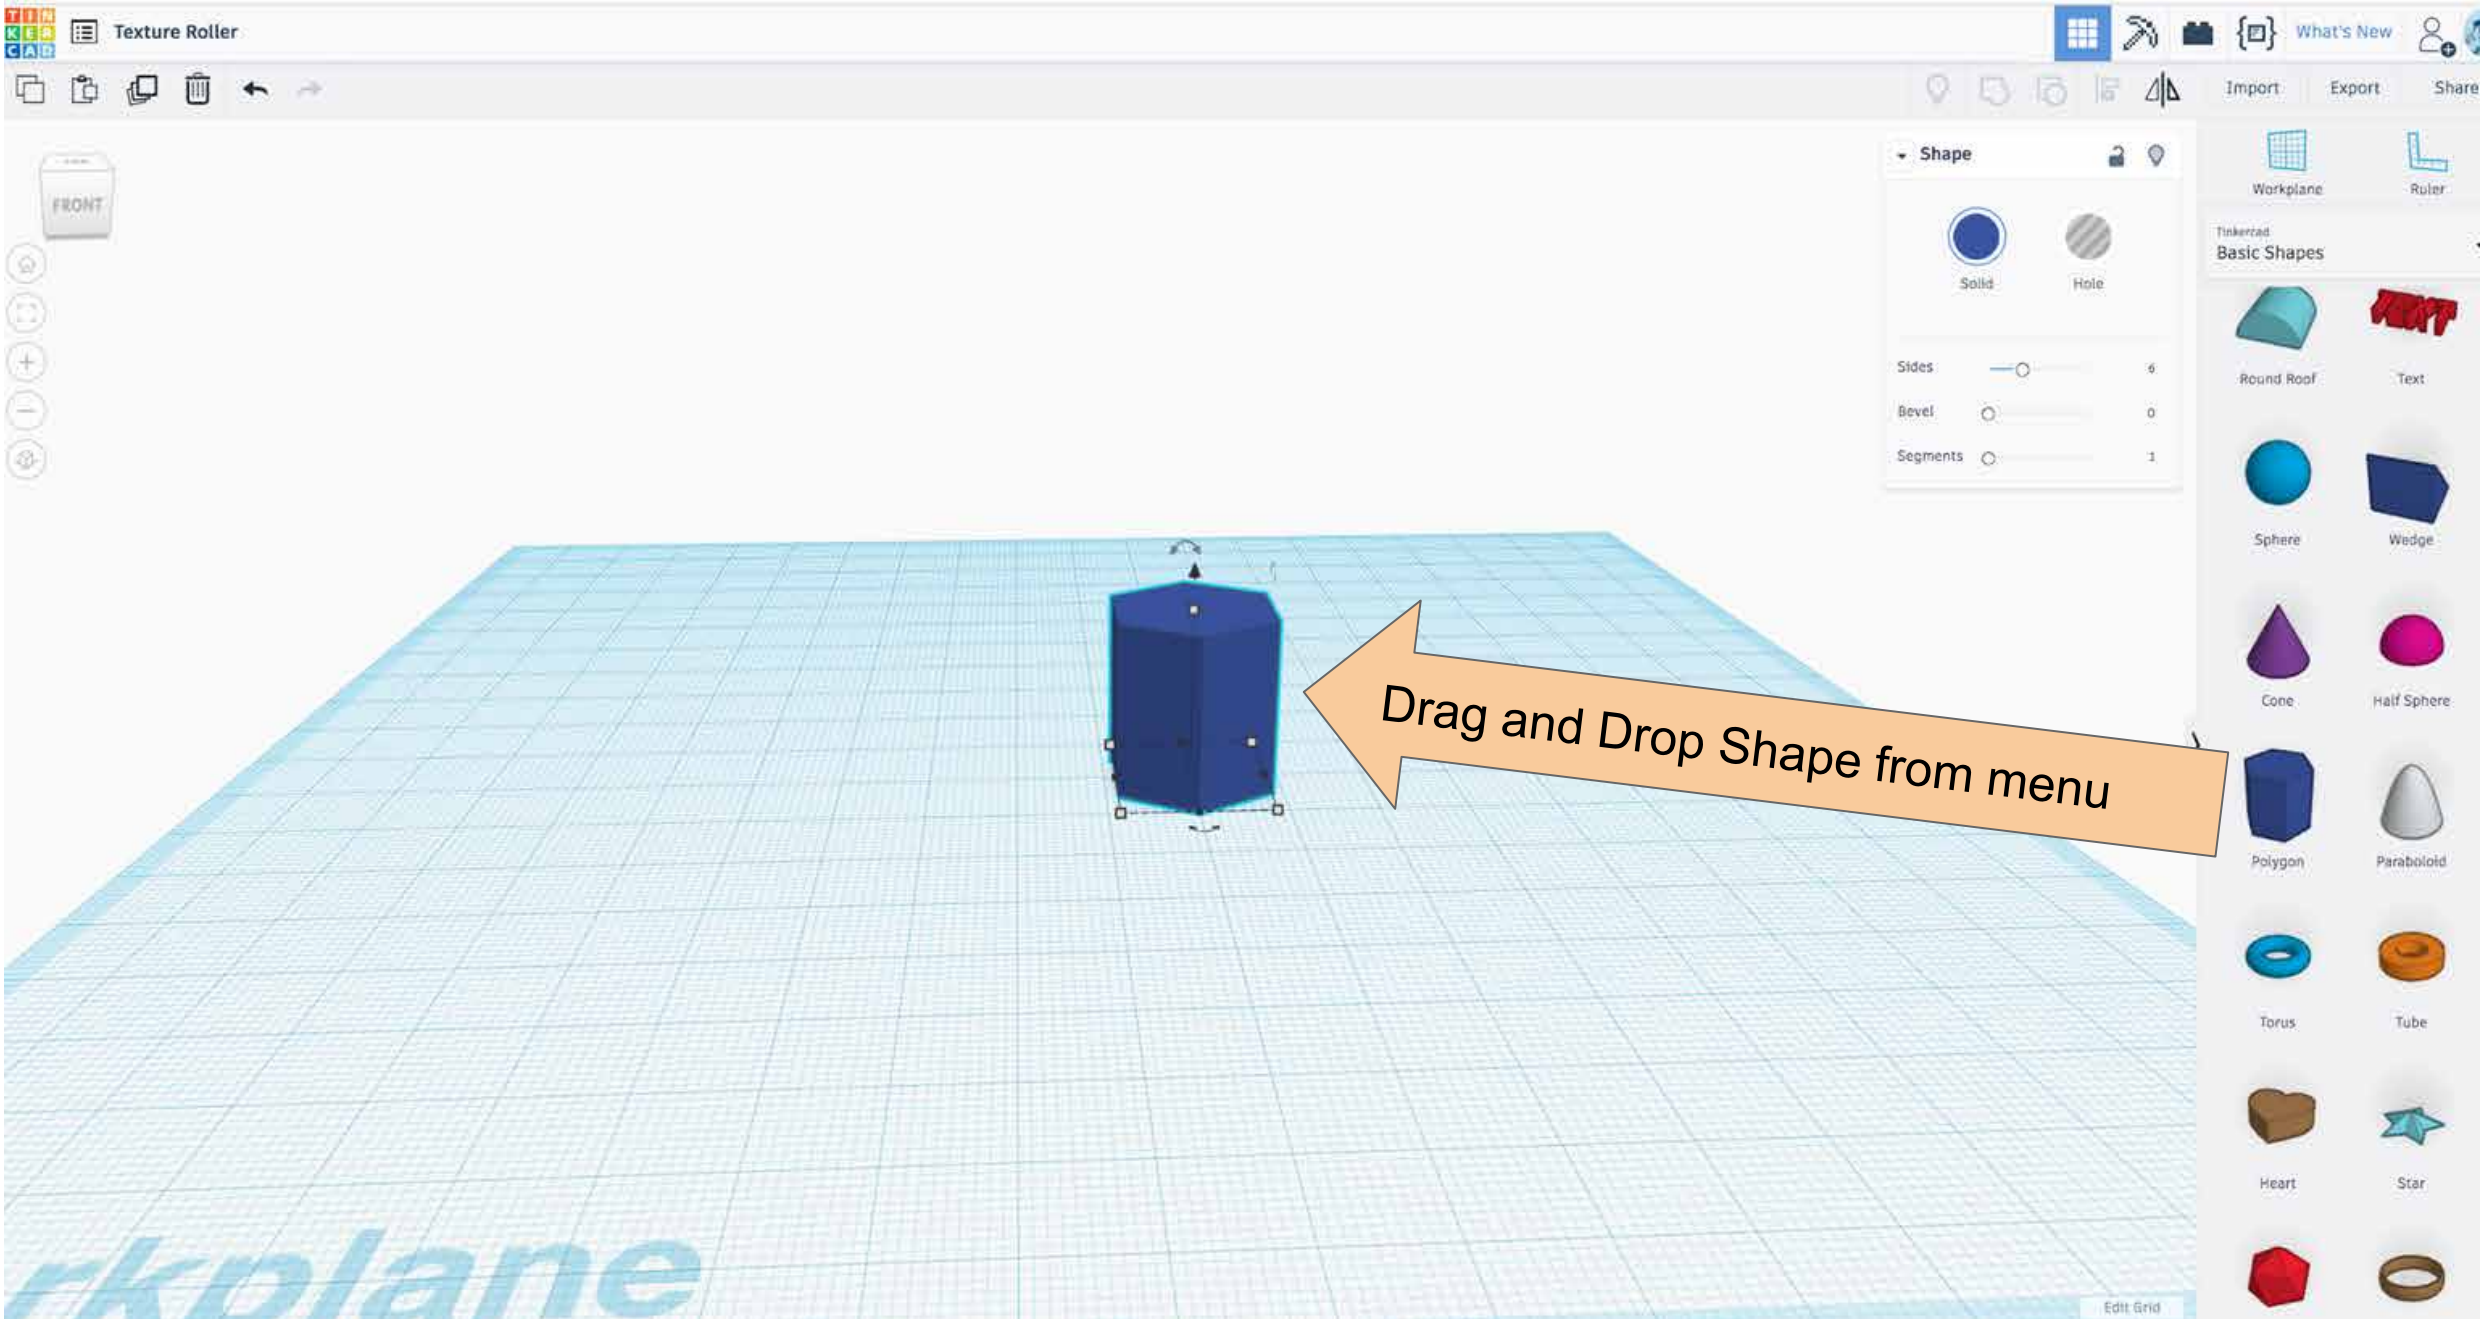 TIN
KER
CAD
Texture Roller
What's New
Import
Export
Share
FRONT
Shape
Workplane
Ruler
Solid
Hole
Tinkercad
Basic Shapes
Sides
6
Bevel
0
Segments
1
Round Roof
Text
Sphere
Wedge
Cone
Half Sphere
Drag and Drop Shape from menu
Polygon
Paraboloid
Torus
Tube
Heart
Star
rkplane
Edit Grid